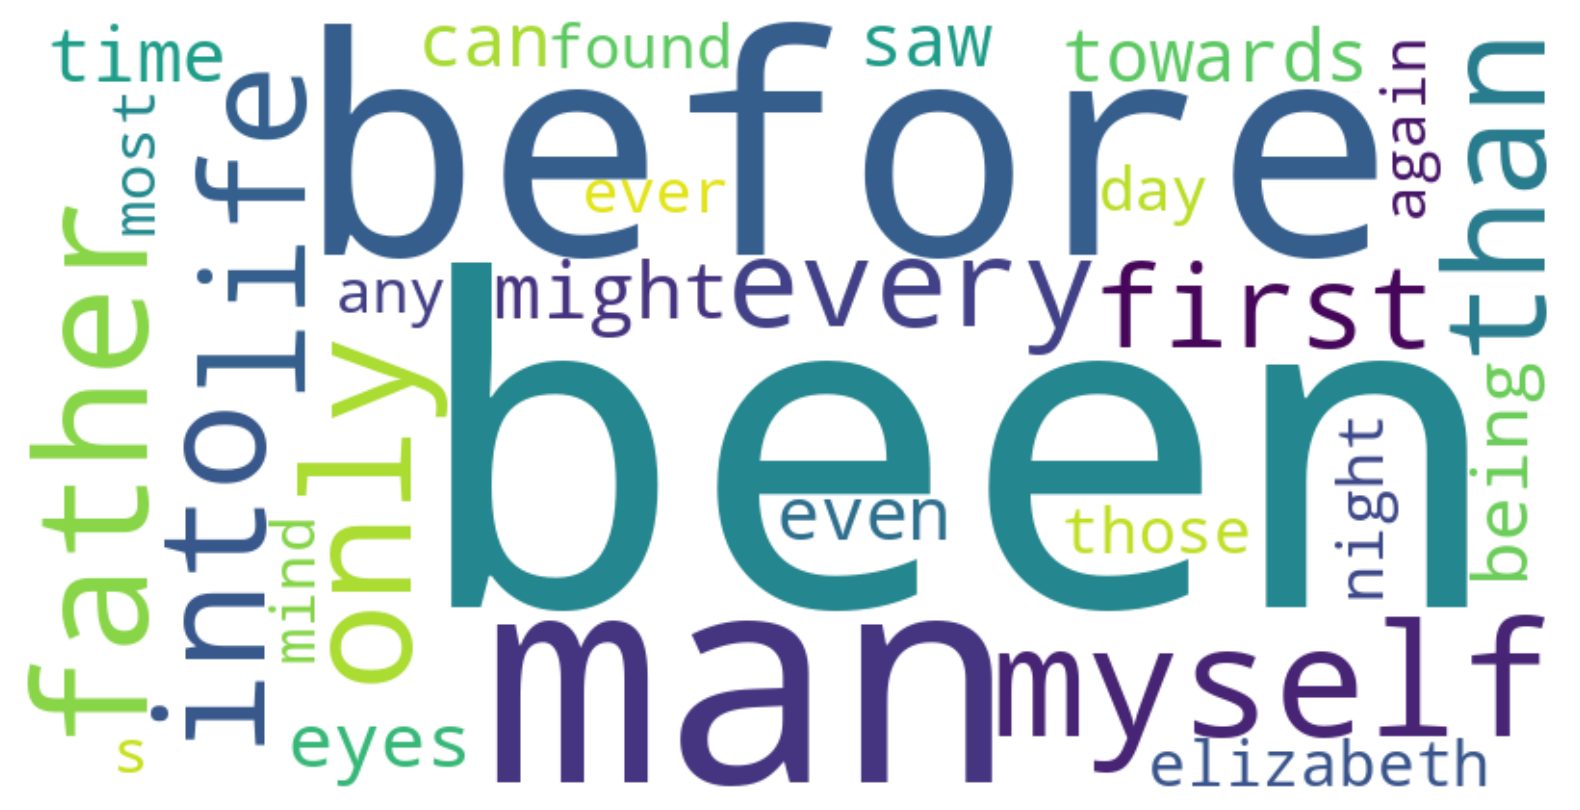 time
can
found
saw
towards
again
than
most
life
before
ever
day
father
into
any
might
every
first
only
been
being
night
even
those
mind
man
myself
s
eyes
elizabeth